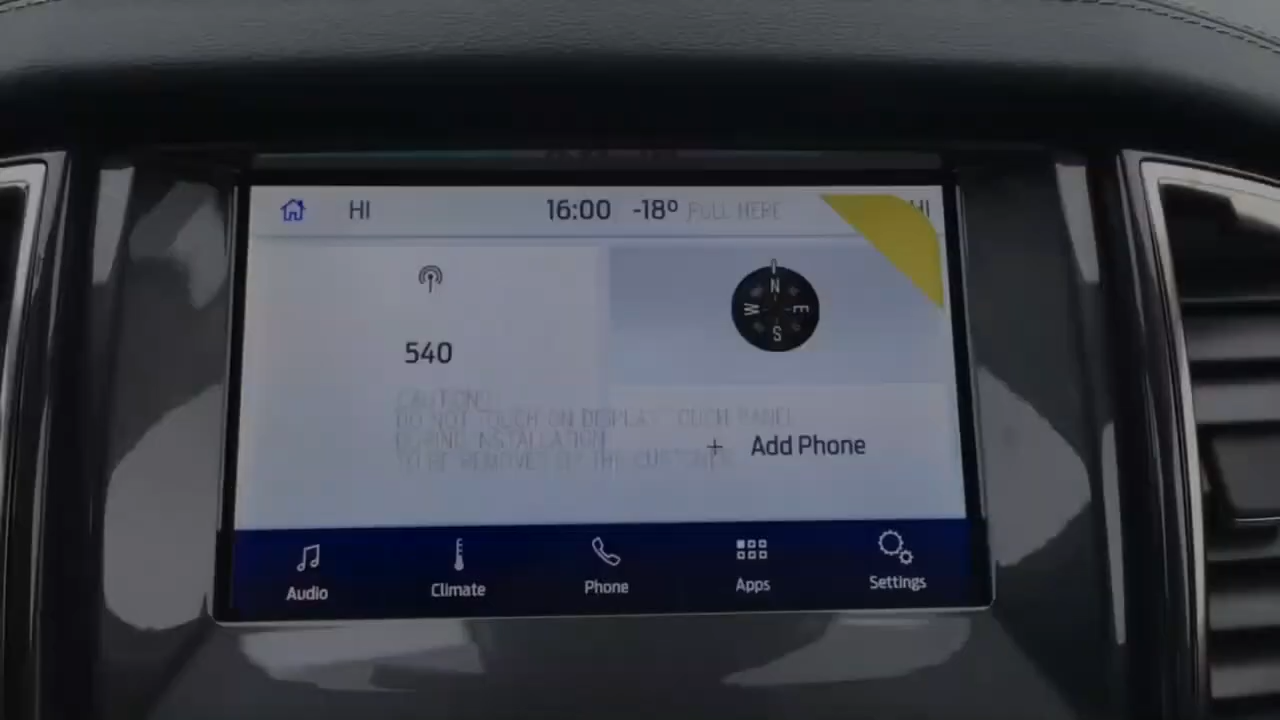 HI 16:00 -18° PULL HERE HI
540
N
W E
S
CAUTION:
DO NOT TOUCH ON DISPLAY TOUCH PANEL
DURING INSTALLATION
TO BE REMOVED BY THE CUSTOMER
+ Add Phone
Audio Climate Phone Apps Settings